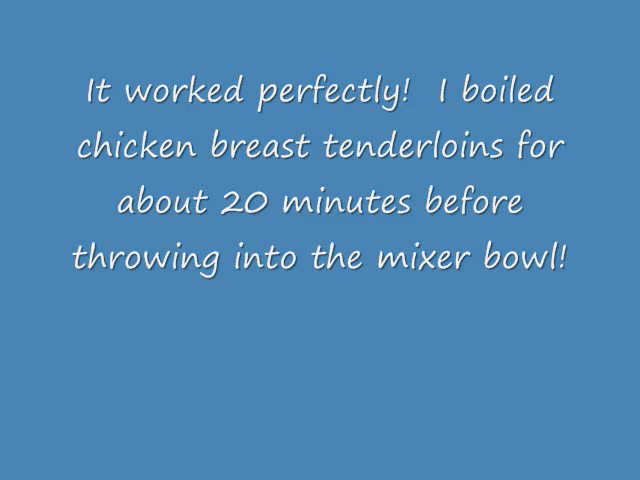 It worked perfectly!  I boiled
chicken breast tenderloins for
about 20 minutes before
throwing into the mixer bowl!